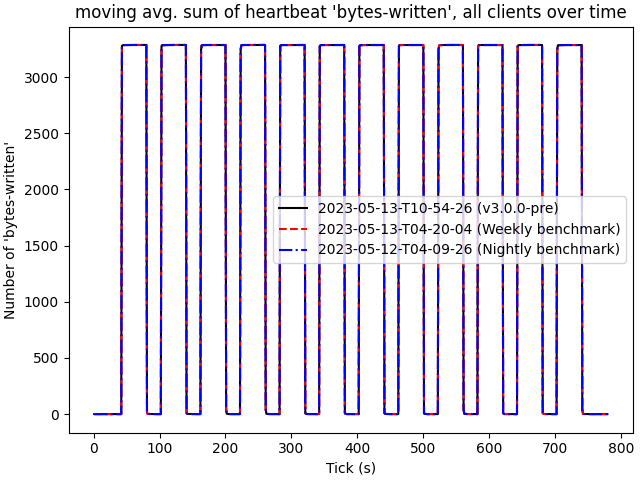 moving avg. sum of heartbeat 'bytes-written', all clients over time
Number of 'bytes-written'
3000
2500
2000
1500
1000
500
0
2023-05-13-T10-54-26 (v3.0.0-pre)
2023-05-13-T04-20-04 (Weekly benchmark)
2023-05-12-T04-09-26 (Nightly benchmark)
0 100 200 300 400 500 600 700 800
Tick (s)